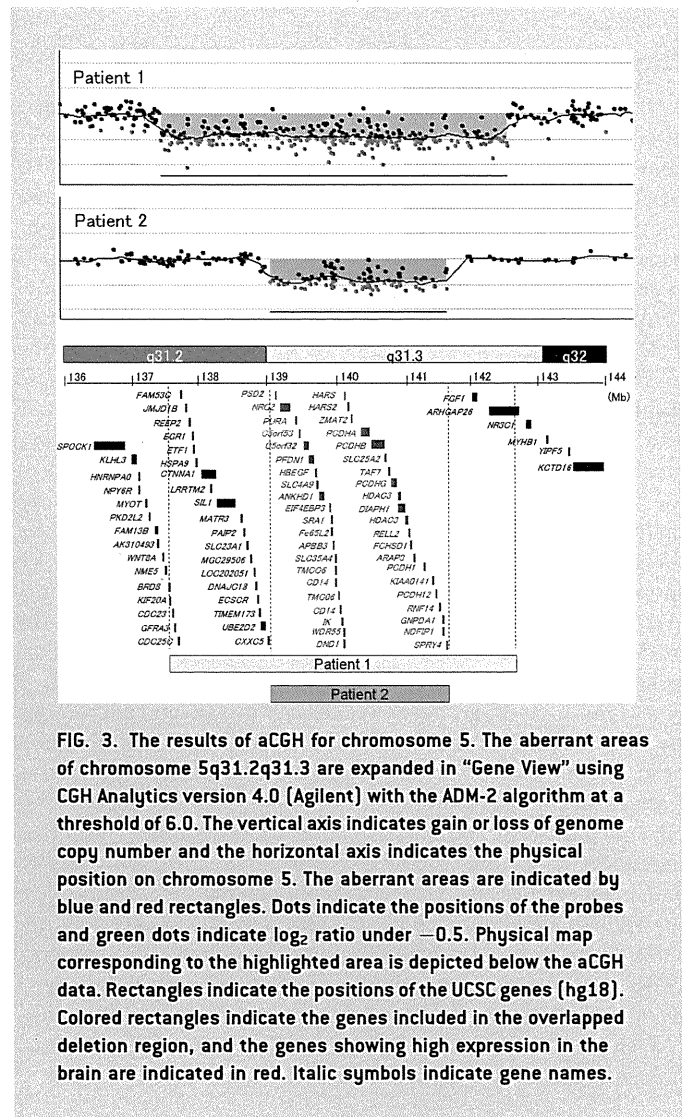 Patient 1
Patient 2
q31.2 q31.3 q32
136 137 138 139 140 141 142 143 144
(Mb)
FAM53C PSD2 HARS FGF1
JMJD1B NRG2 HARS2 ARHGAP26
REEP2 PURA ZMAT2 NR3C1
EGR1 C5orf53 PCDHA MYHB1
SPOCK1 ETF1 C5orf32 PCDHB YIPF5
KLHL3 HSPA9 PFDN1 SLC25A2 KCTD16
HNRNPA0 CTNNA1 HBEGF TAF7
NPY6R LRRTM2 SLC4A9 PCDHG
MYOT SIL1 ANKHD1 HDAC3
PKD2L2 MATR3 EIF4EBP3 DIAPH1
FAM13B PAIP2 SRA1 HDAC3
AK310493 SLC23A1 Fe65L2 RELL2
WNT8A MGC29506 APBB3 FCHSD1
NME5 LOC202051 SLC35A4 ARAP3
BRD8 DNAJC18 TMCO6 PCDH1
KIF20A ECSCR CD14 KIAA0141
CDC23 TIMEM173 TMCO6 PCDH12
GFRA3 UBE2D2 CD14 RNF14
CDC25C CXXC5 IK GNPDA1
WDR55 NDFIP1
DND1 SPRY4
Patient 1
Patient 2
FIG. 3. The results of aCGH for chromosome 5. The aberrant areas
of chromosome 5q31.2q31.3 are expanded in "Gene View" using
CGH Analytics version 4.0 (Agilent) with the ADM-2 algorithm at a
threshold of 6.0. The vertical axis indicates gain or loss of genome
copy number and the horizontal axis indicates the physical
position on chromosome 5. The aberrant areas are indicated by
blue and red rectangles. Dots indicate the positions of the probes
and green dots indicate log2 ratio under −0.5. Physical map
corresponding to the highlighted area is depicted below the aCGH
data. Rectangles indicate the positions of the UCSC genes (hg18).
Colored rectangles indicate the genes included in the overlapped
deletion region, and the genes showing high expression in the
brain are indicated in red. Italic symbols indicate gene names.